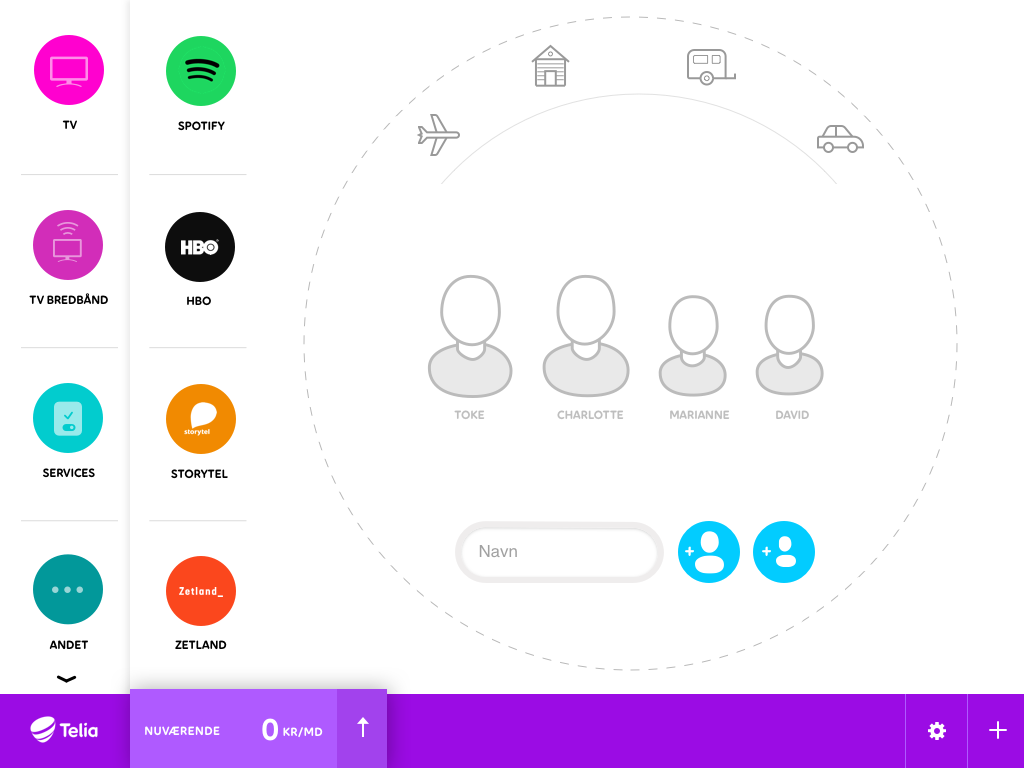 TV
SPOTIFY
TV BREDBÅND
HBO
HBO
SERVICES
storytel
STORYTEL
Zetland_
ANDET
ZETLAND
TOKE
CHARLOTTE
MARIANNE
DAVID
Navn
Telia
NUVÆRENDE
0 KR/MD